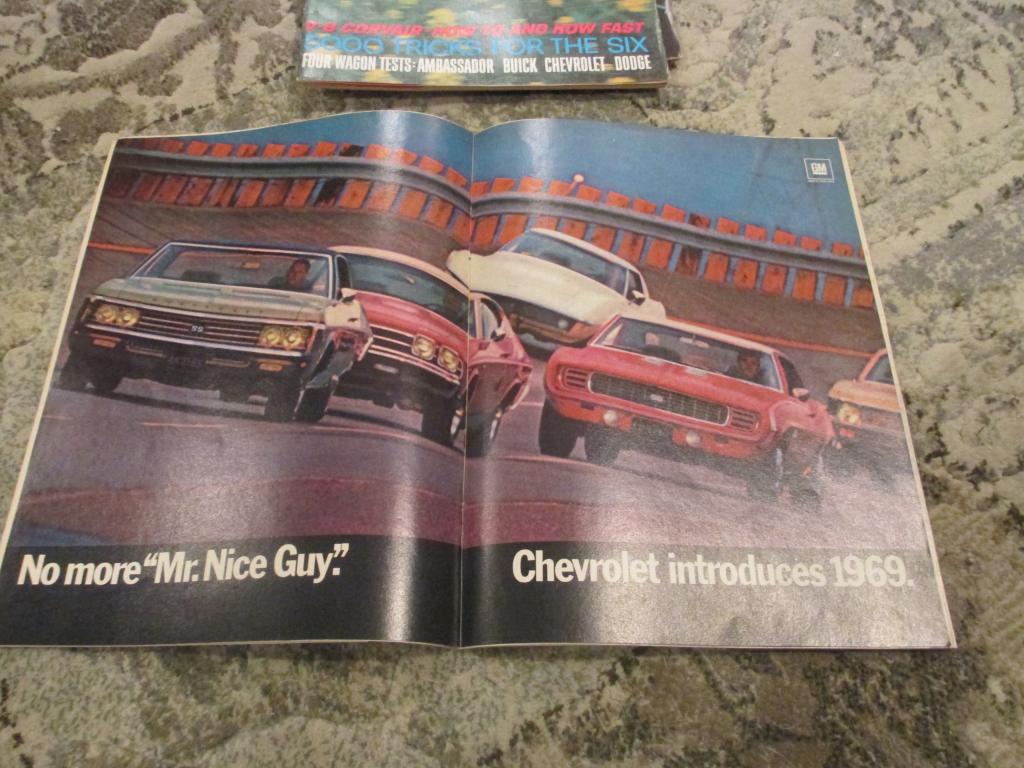 V-8 CORVAIR-HOW TO AND HOW FAST
5000 TRICKS FOR THE SIX
FOUR WAGON TESTS: AMBASSADOR BUICK CHEVROLET DODGE
GM
SS
No more “Mr. Nice Guy”.
Chevrolet introduces 1969.